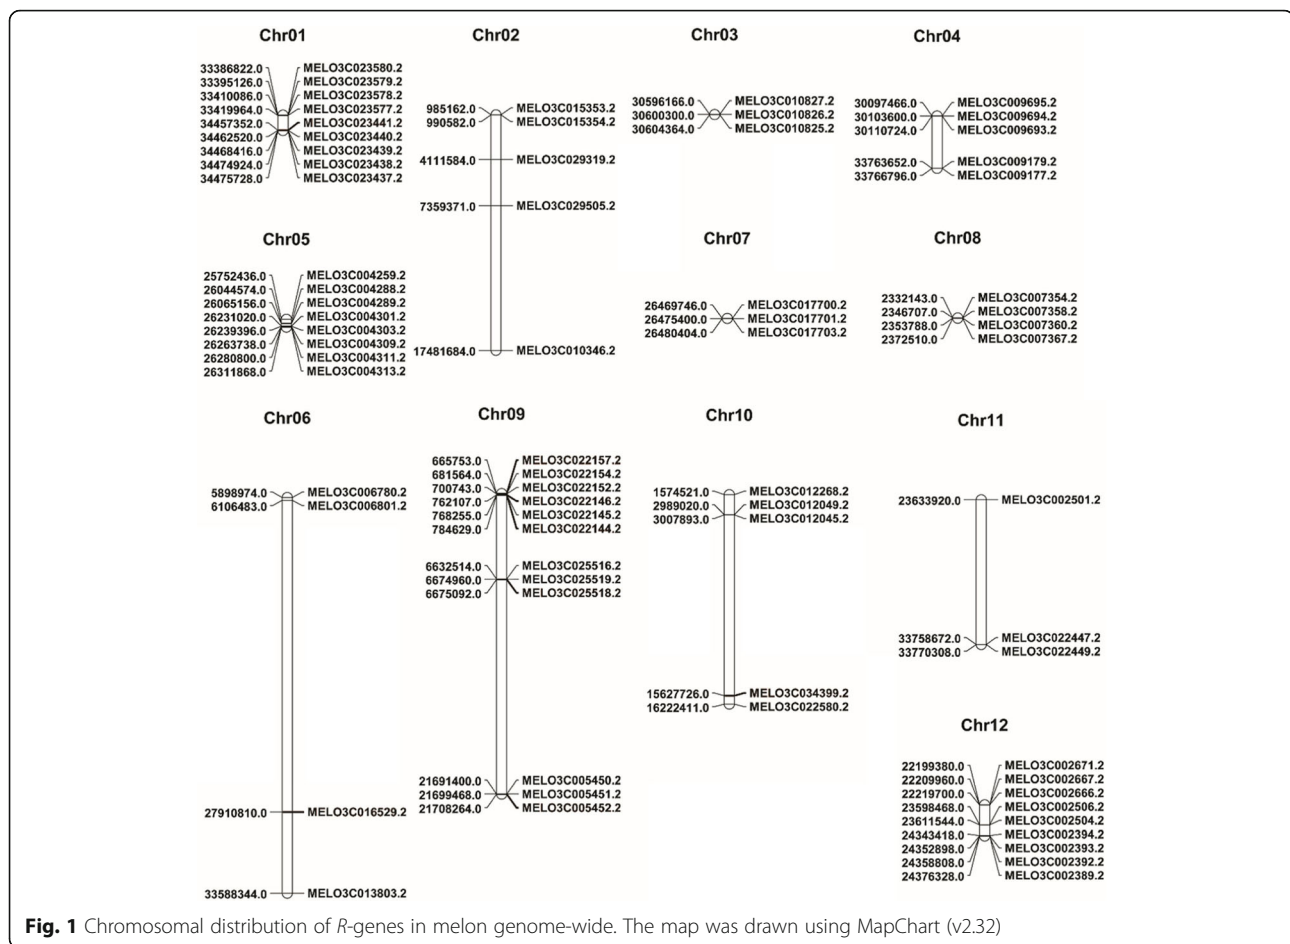 Chr01
33386822.0 MELO3C023580.2
33395126.0 MELO3C023579.2
33410086.0 MELO3C023578.2
33419964.0 MELO3C023577.2
34457352.0 MELO3C023441.2
34462520.0 MELO3C023440.2
34468416.0 MELO3C023439.2
34474924.0 MELO3C023438.2
34475728.0 MELO3C023437.2
Chr02
985162.0 MELO3C015353.2
990582.0 MELO3C015354.2
4111584.0 MELO3C029319.2
7359371.0 MELO3C029505.2
17481684.0 MELO3C010346.2
Chr03
30596166.0 MELO3C010827.2
30600300.0 MELO3C010826.2
30604364.0 MELO3C010825.2
Chr04
30097466.0 MELO3C009695.2
30103600.0 MELO3C009694.2
30110724.0 MELO3C009693.2
33763652.0 MELO3C009179.2
33766796.0 MELO3C009177.2
Chr05
25752436.0 MELO3C004259.2
26044574.0 MELO3C004288.2
26065156.0 MELO3C004289.2
26231020.0 MELO3C004301.2
26239396.0 MELO3C004303.2
26263738.0 MELO3C004309.2
26280800.0 MELO3C004311.2
26311868.0 MELO3C004313.2
Chr07
26469746.0 MELO3C017700.2
26475400.0 MELO3C017701.2
26480404.0 MELO3C017703.2
Chr08
2332143.0 MELO3C007354.2
2346707.0 MELO3C007358.2
2353788.0 MELO3C007360.2
2372510.0 MELO3C007367.2
Chr06
5898974.0 MELO3C006780.2
6106483.0 MELO3C006801.2
27910810.0 MELO3C016529.2
33588344.0 MELO3C013803.2
Chr09
665753.0 MELO3C022157.2
681564.0 MELO3C022154.2
700743.0 MELO3C022152.2
762107.0 MELO3C022146.2
768255.0 MELO3C022145.2
784629.0 MELO3C022144.2
6632514.0 MELO3C025516.2
6674960.0 MELO3C025519.2
6675092.0 MELO3C025518.2
21691400.0 MELO3C005450.2
21699468.0 MELO3C005451.2
21708264.0 MELO3C005452.2
Chr10
1574521.0 MELO3C012268.2
2989020.0 MELO3C012049.2
3007893.0 MELO3C012045.2
15627726.0 MELO3C034399.2
16222411.0 MELO3C022580.2
Chr11
23633920.0 MELO3C002501.2
33758672.0 MELO3C022447.2
33770308.0 MELO3C022449.2
Chr12
22199380.0 MELO3C002671.2
22209960.0 MELO3C002667.2
22219700.0 MELO3C002666.2
23598468.0 MELO3C002506.2
23611544.0 MELO3C002504.2
24343418.0 MELO3C002394.2
24352898.0 MELO3C002393.2
24358808.0 MELO3C002392.2
24376328.0 MELO3C002389.2
Fig. 1 Chromosomal distribution of R-genes in melon genome-wide. The map was drawn using MapChart (v2.32)